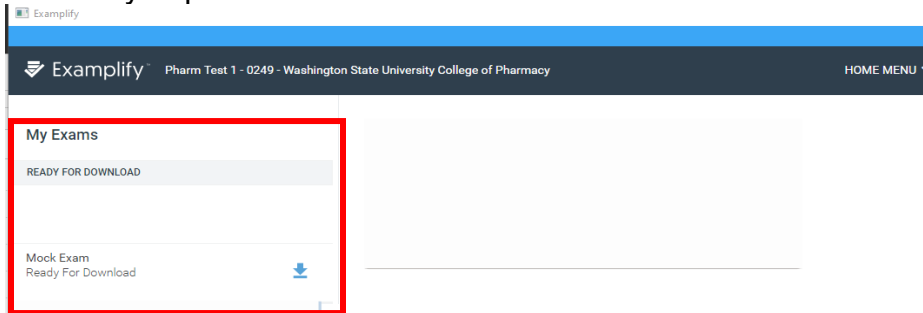 Examplify
Examplify Pharm Test 1 - 0249 - Washington State University College of Pharmacy HOME MENU
My Exams
READY FOR DOWNLOAD
Mock Exam
Ready For Download